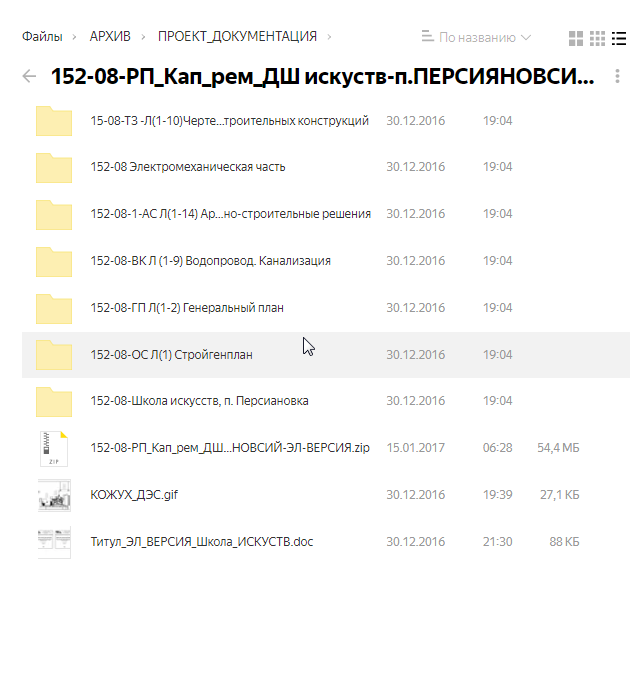 Файлы › АРХИВ › ПРОЕКТ_ДОКУМЕНТАЦИЯ ›
По названию
152-08-РП_Кап_рем_ДШ искуств-п.ПЕРСИЯНОВСИ...
15-08-ТЗ -Л(1-10)Черте...троительных конструкций 30.12.2016 19:04
152-08 Электромеханическая часть 30.12.2016 19:04
152-08-1-АС Л(1-14) Ар...но-строительные решения 30.12.2016 19:04
152-08-ВК Л (1-9) Водопровод. Канализация 30.12.2016 19:04
152-08-ГП Л(1-2) Генеральный план 30.12.2016 19:04
152-08-ОС Л(1) Стройгенплан 30.12.2016 19:04
152-08-Школа искусств, п. Персиановка 30.12.2016 19:04
ZIP
152-08-РП_Кап_рем_ДШ...НОВСИЙ-ЭЛ-ВЕРСИЯ.zip 15.01.2017 06:28 54,4 МБ
КОЖУХ_ДЭС.gif 30.12.2016 19:39 27,1 КБ
Титул_ЭЛ_ВЕРСИЯ_Школа_ИСКУСТВ.doc 30.12.2016 21:30 88 КБ